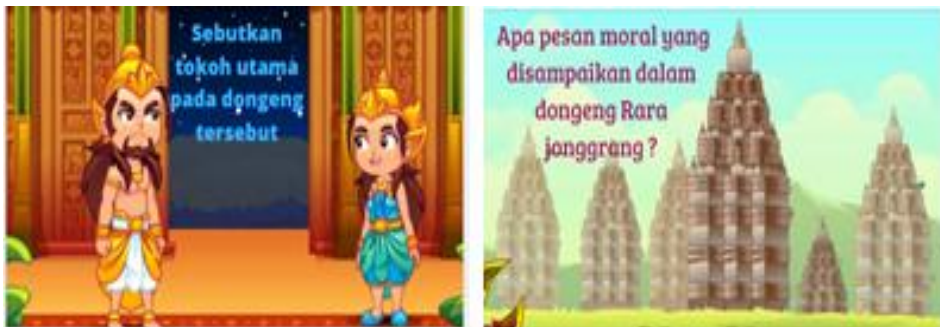 Sebutkan
tokoh utama
pada dongeng
tersebut
Apa pesan moral yang
disampaikan dalam
dongeng Rara
jonggrang ?